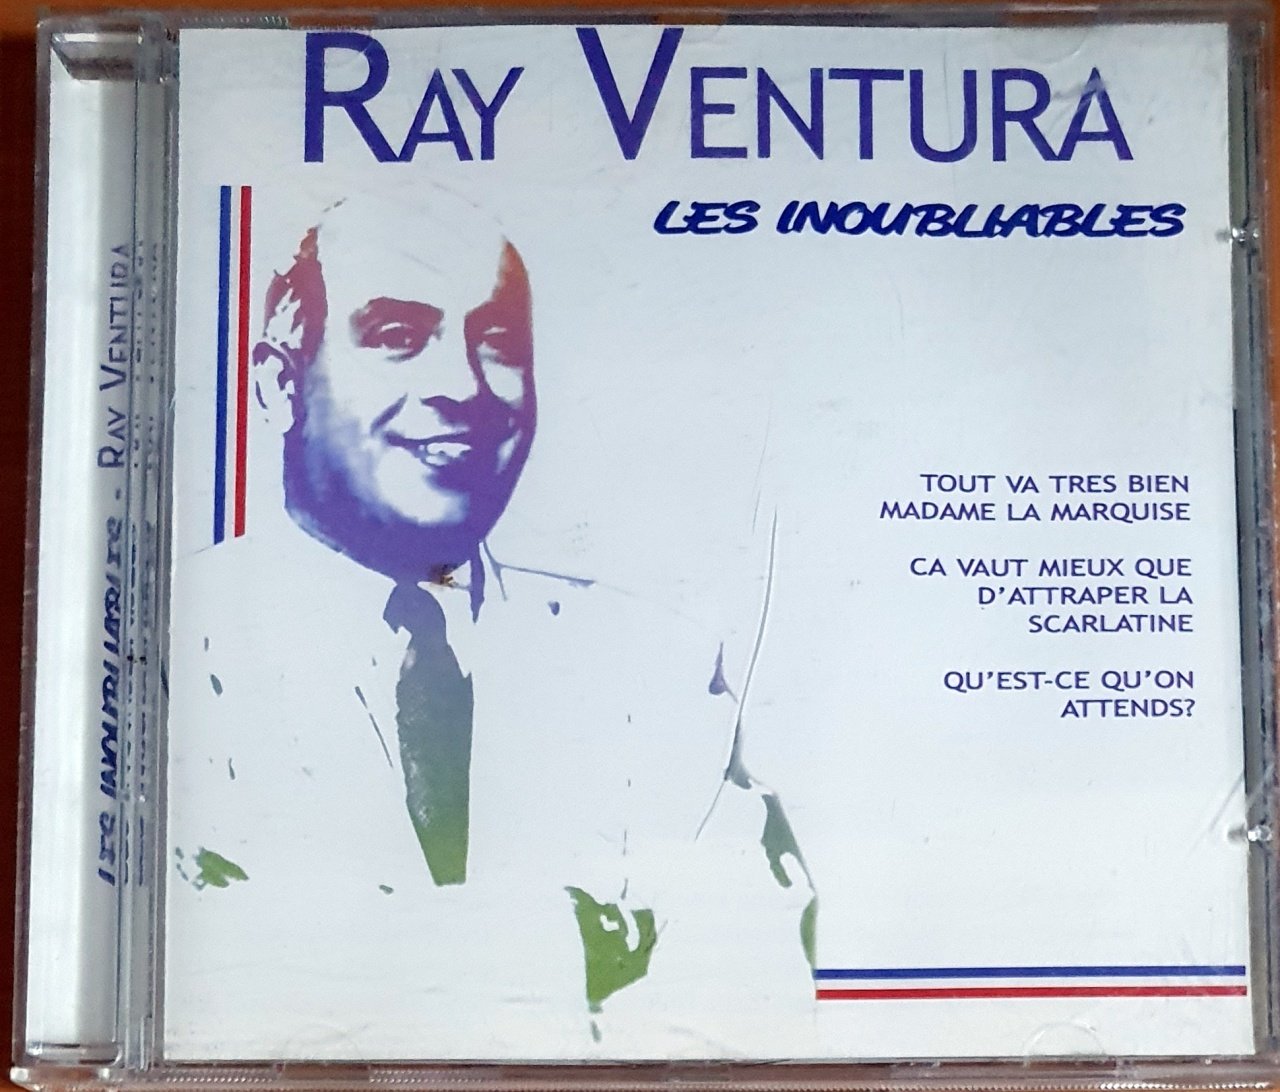 RAY VENTURA
LES INOUBLIABLES
TOUT VA TRES BIEN
MADAME LA MARQUISE
CA VAUT MIEUX QUE
D'ATTRAPER LA
SCARLATINE
QU'EST-CE QU'ON
ATTENDS?
LES INOUBLIABLES - RAY VENTURA